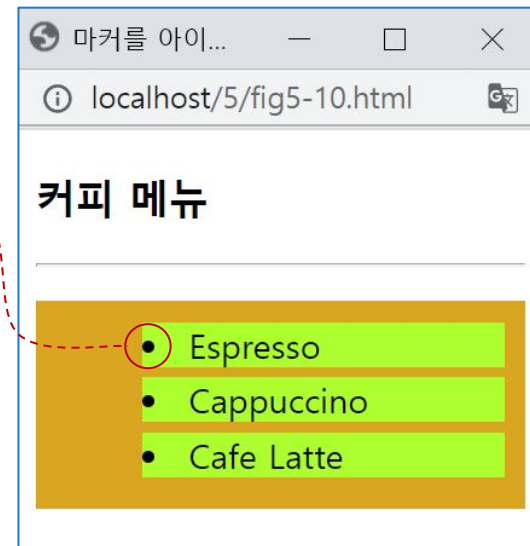 마커를 아이...
localhost/5/fig5-10.html
커피 메뉴
Espresso
Cappuccino
Cafe Latte